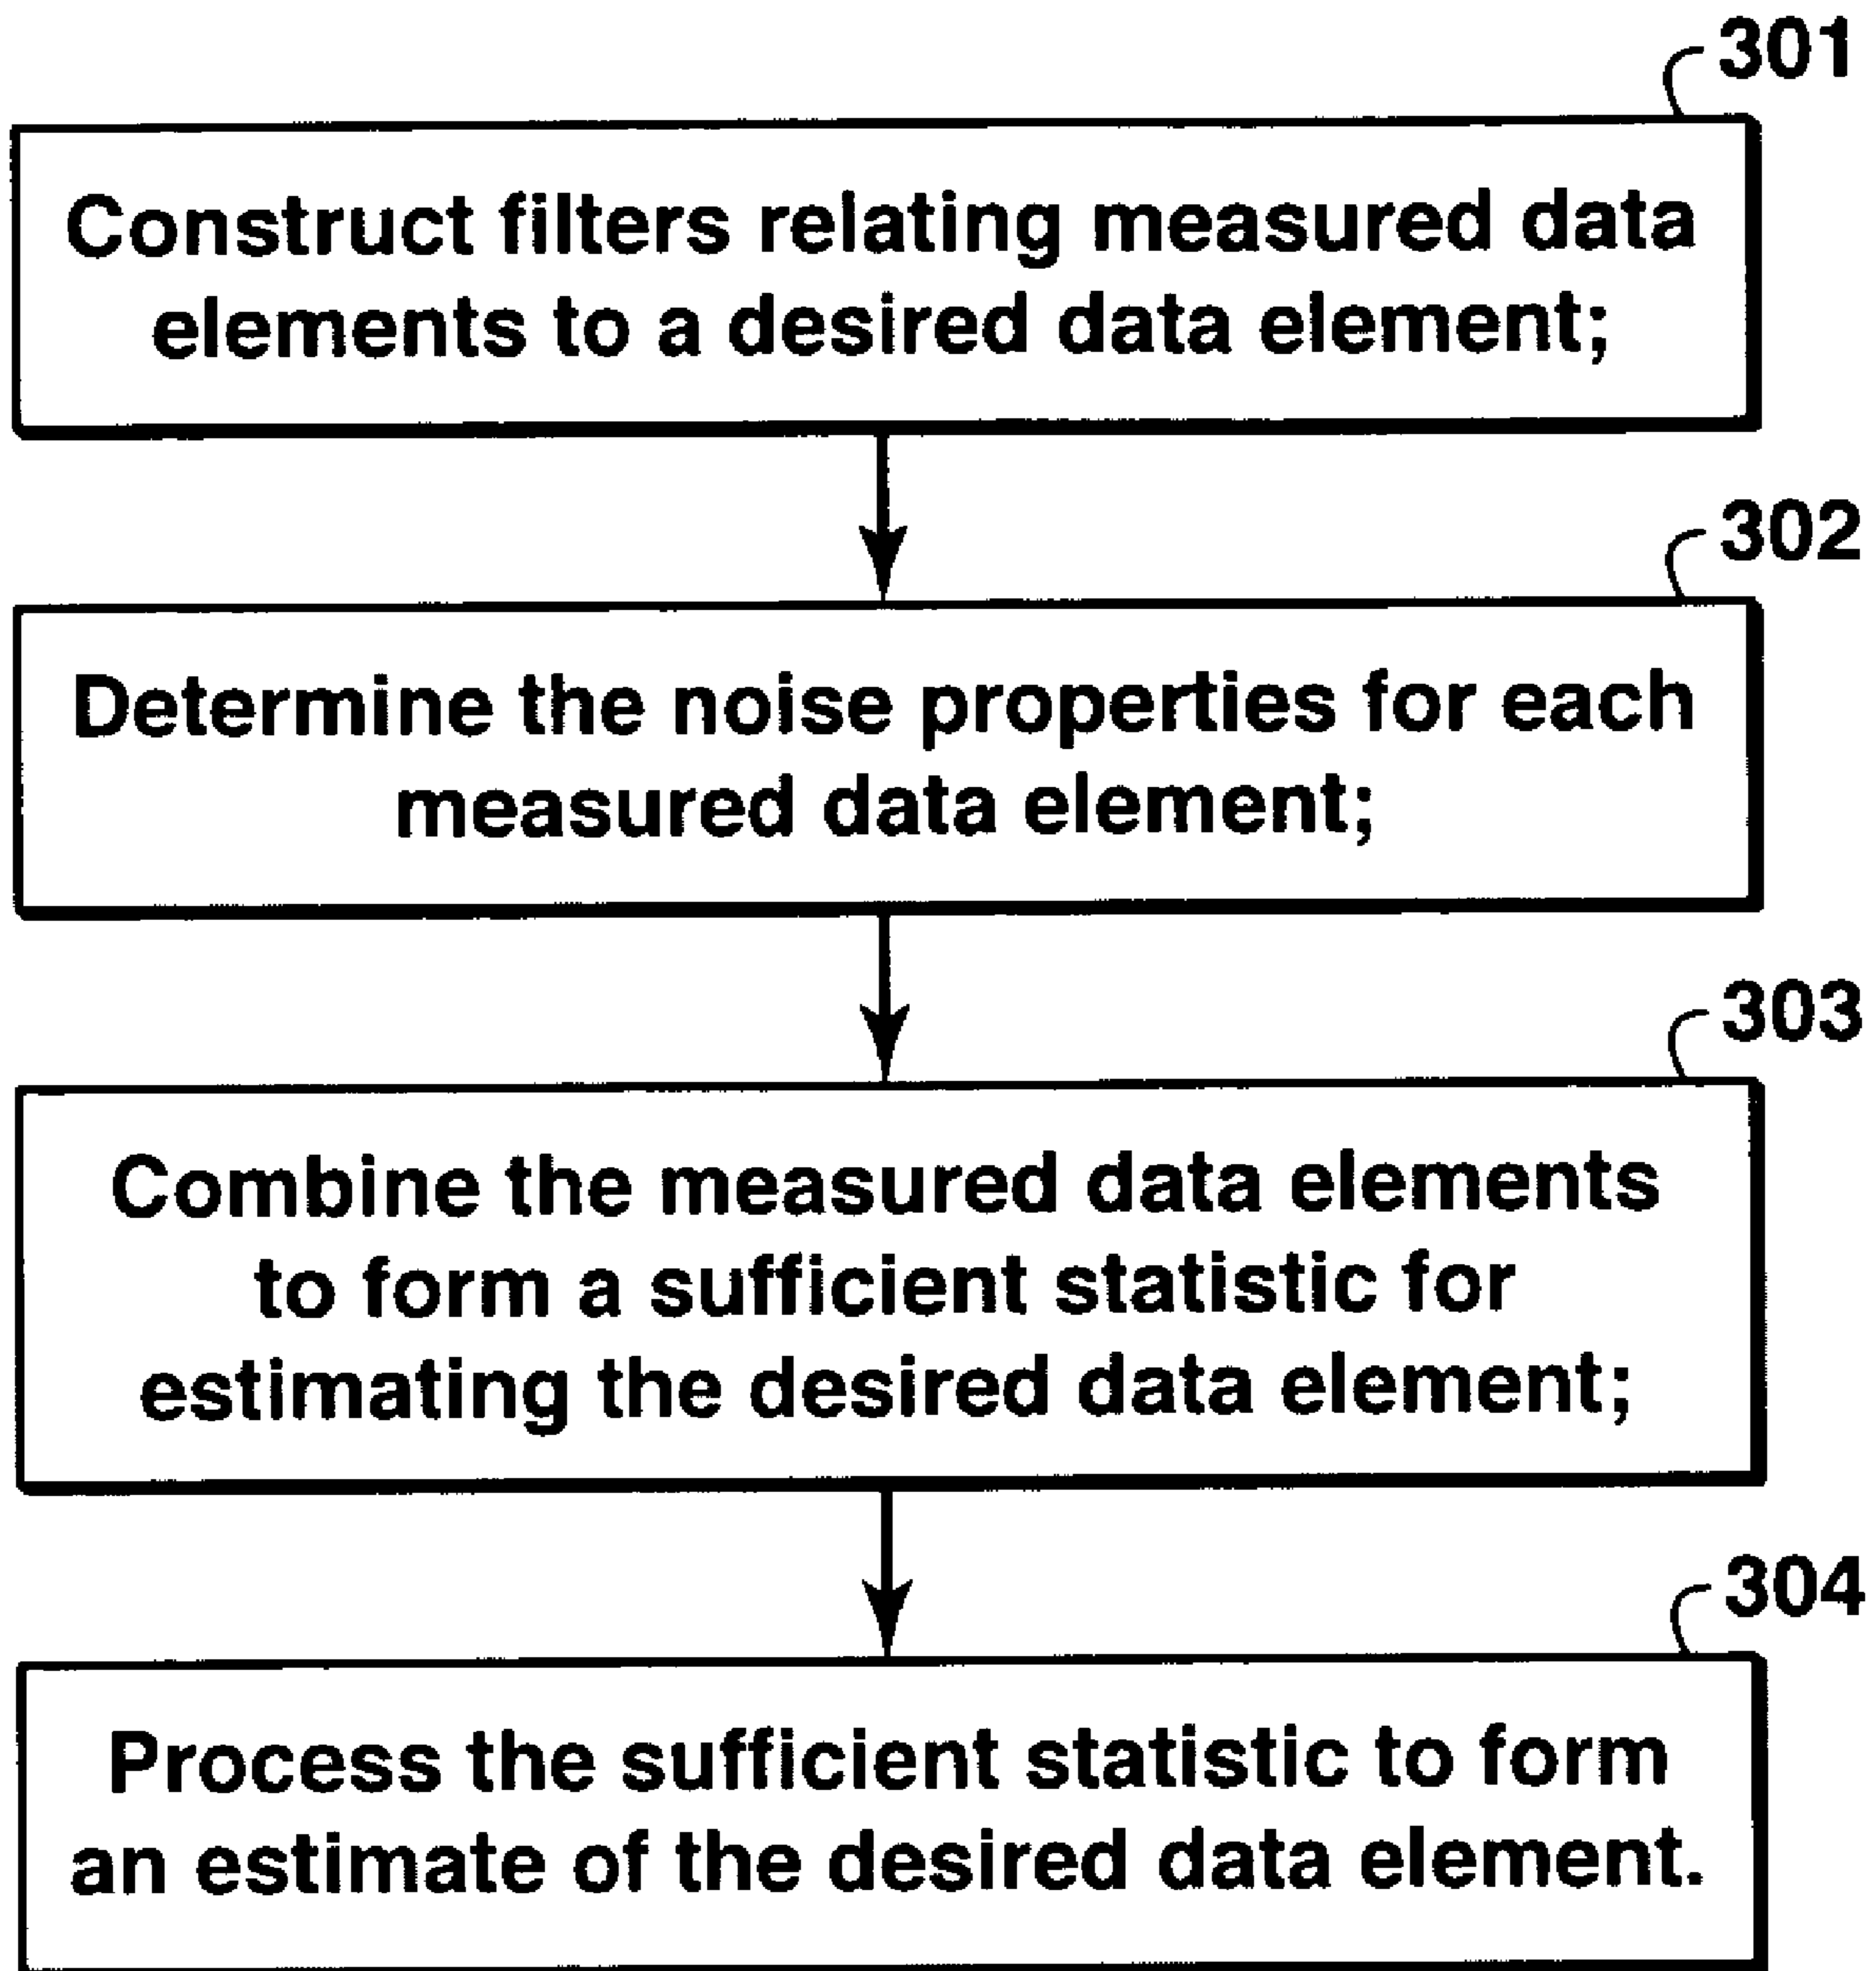 301
Construct filters relating measured data
elements to a desired data element;
302
Determine the noise properties for each
measured data element;
303
Combine the measured data elements
to form a sufficient statistic for
estimating the desired data element;
304
Process the sufficient statistic to form
an estimate of the desired data element.